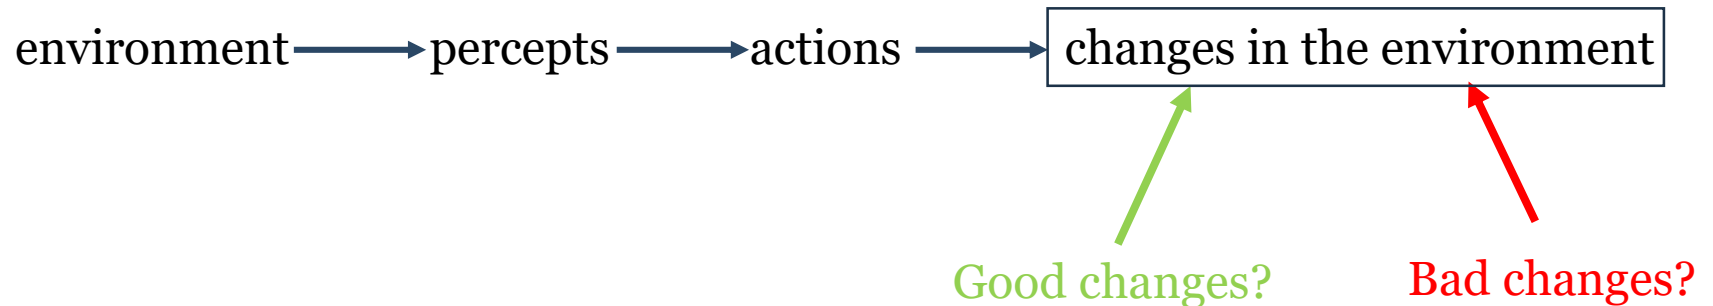 environment percepts actions changes in the environment
Good changes? Bad changes?